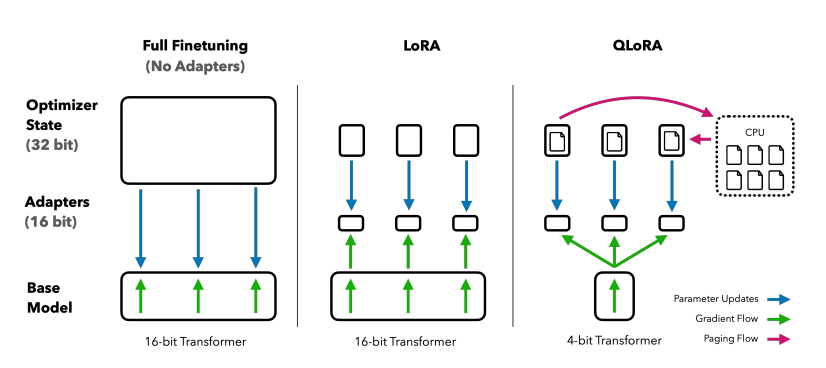 Full Finetuning
(No Adapters)
LoRA
QLoRA
Optimizer
State
(32 bit)
CPU
Adapters
(16 bit)
Base
Model
16-bit Transformer
16-bit Transformer
4-bit Transformer
Parameter Updates
Gradient Flow
Paging Flow